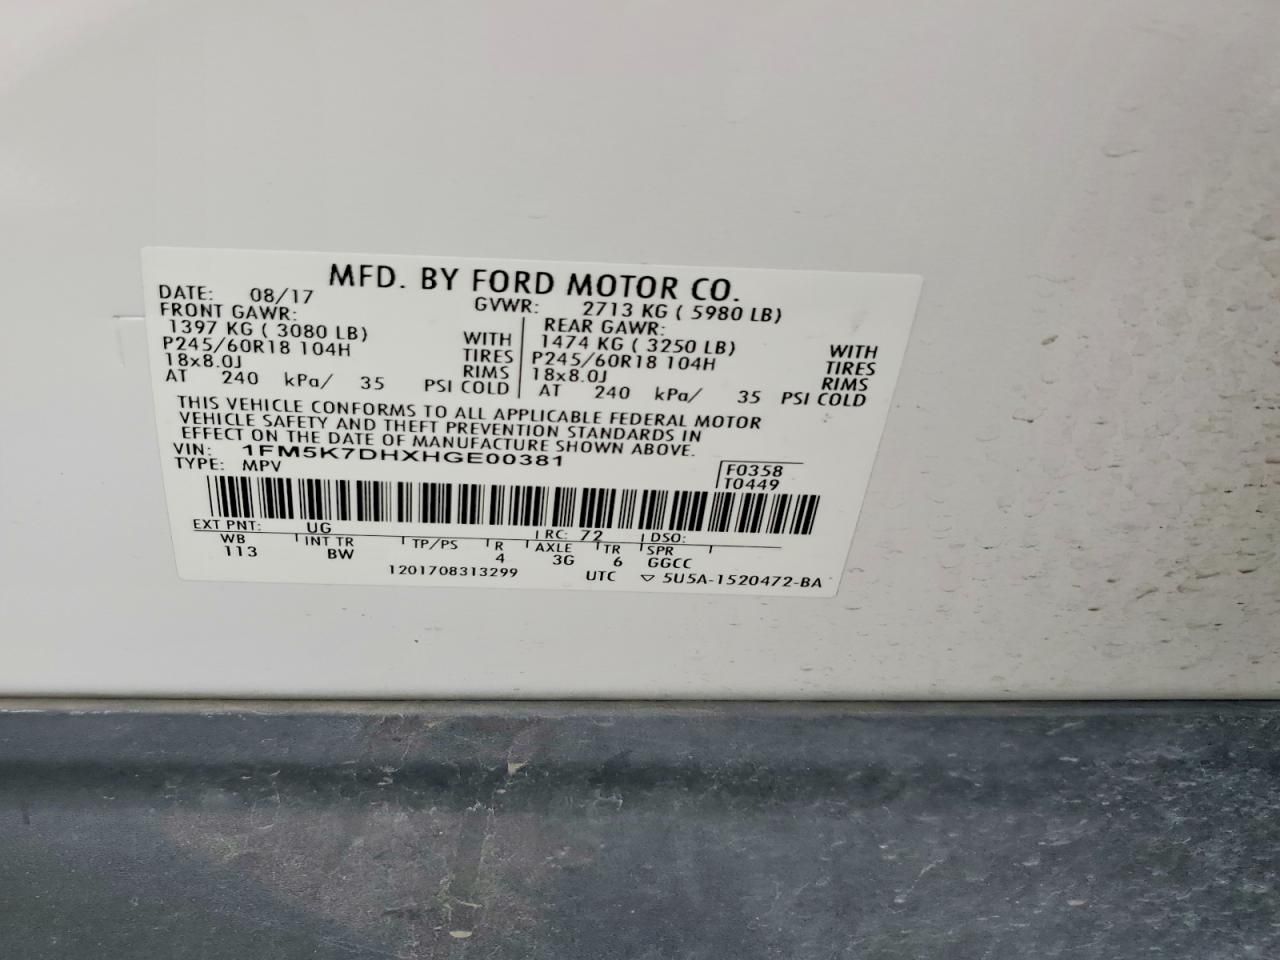 MFD. BY FORD MOTOR CO.
DATE: 08/17 GVWR: 2713 KG ( 5980 LB)
FRONT GAWR: REAR GAWR:
1397 KG ( 3080 LB) WITH 1474 KG ( 3250 LB) WITH
P245/60R18 104H TIRES P245/60R18 104H TIRES
18x8.0J RIMS 18x8.0J RIMS
AT 240 kPa/ 35 PSI COLD AT 240 kPa/ 35 PSI COLD
THIS VEHICLE CONFORMS TO ALL APPLICABLE FEDERAL MOTOR
VEHICLE SAFETY AND THEFT PREVENTION STANDARDS IN
EFFECT ON THE DATE OF MANUFACTURE SHOWN ABOVE.
VIN: 1FM5K7DHXHGE00381
TYPE: MPV
F0358
T0449
EXT PNT: UG RC: 72 DSO:
WB INT TR TP/PS R AXLE TR SPR
113 BW 4 3G 6 GGCC
1201708313299 UTC ▽ 5U5A-1520472-BA